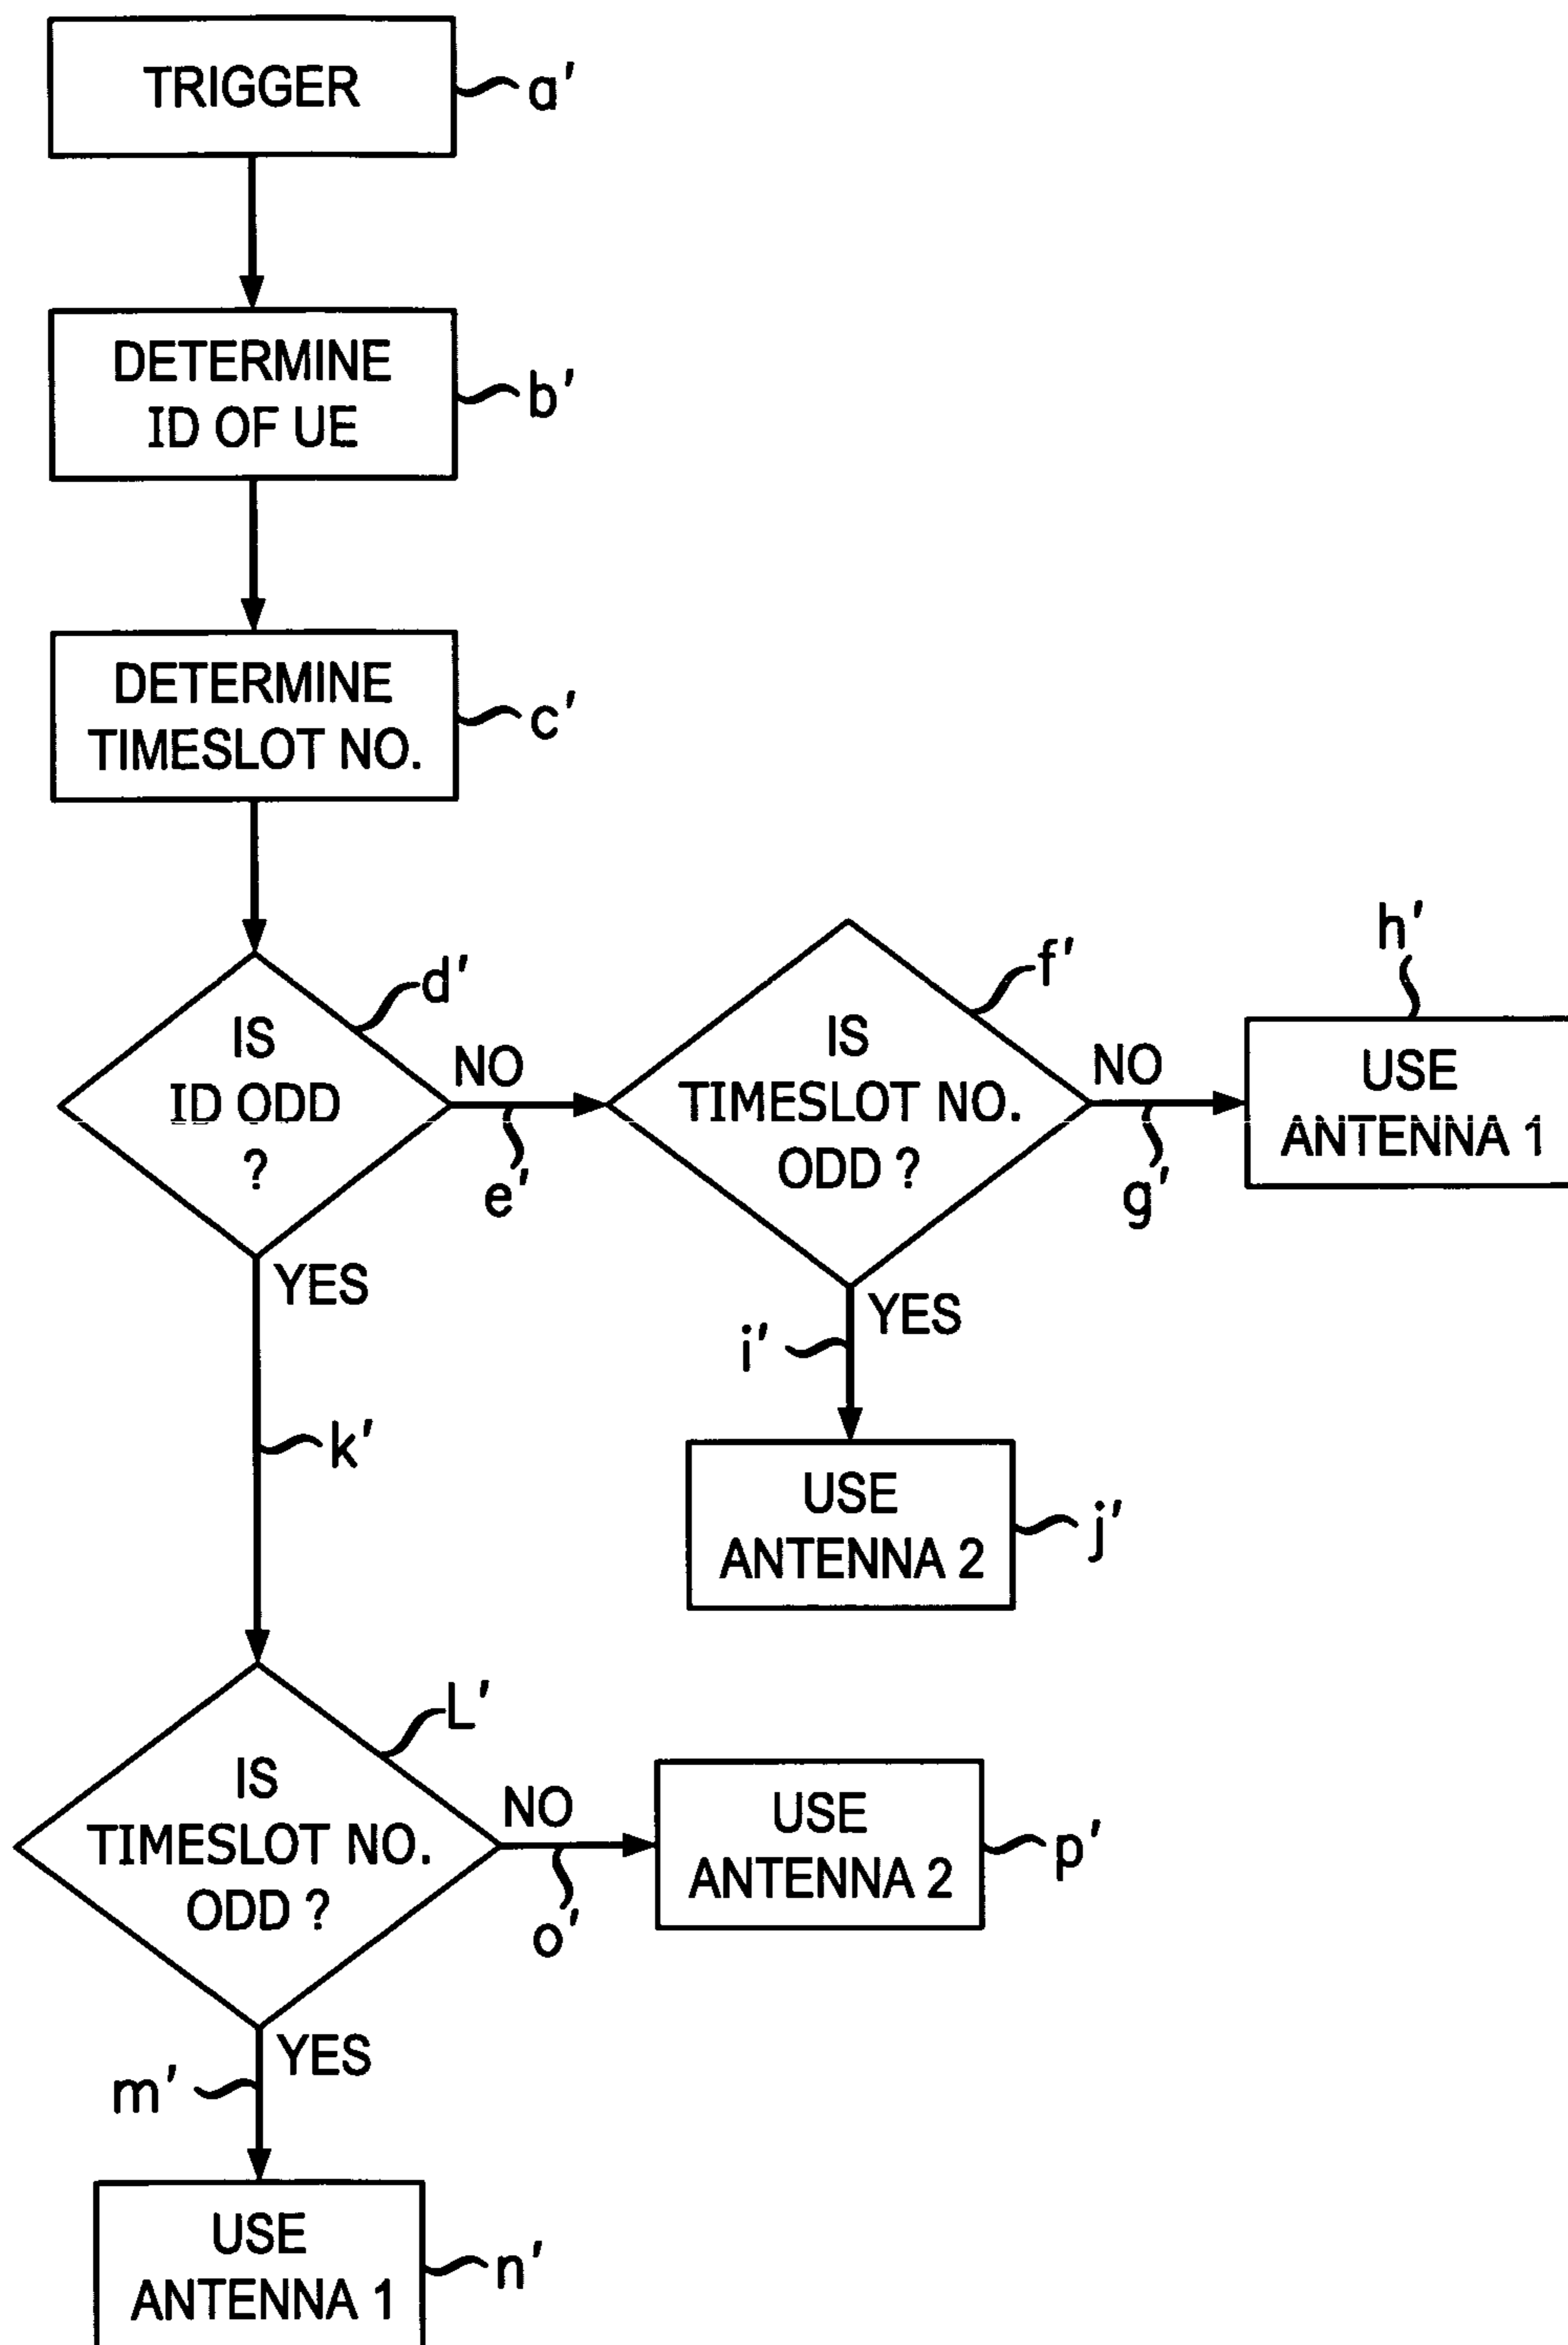 TRIGGER
a'
DETERMINE
ID OF UE
b'
DETERMINE
TIMESLOT NO.
c'
IS
ID ODD
?
d'
NO
e'
IS
TIMESLOT NO.
ODD ?
f'
NO
g'
h'
USE
ANTENNA 1
YES
i'
USE
ANTENNA 2
j'
YES
k'
IS
TIMESLOT NO.
ODD ?
L'
NO
o'
USE
ANTENNA 2
p'
YES
m'
USE
ANTENNA 1
n'